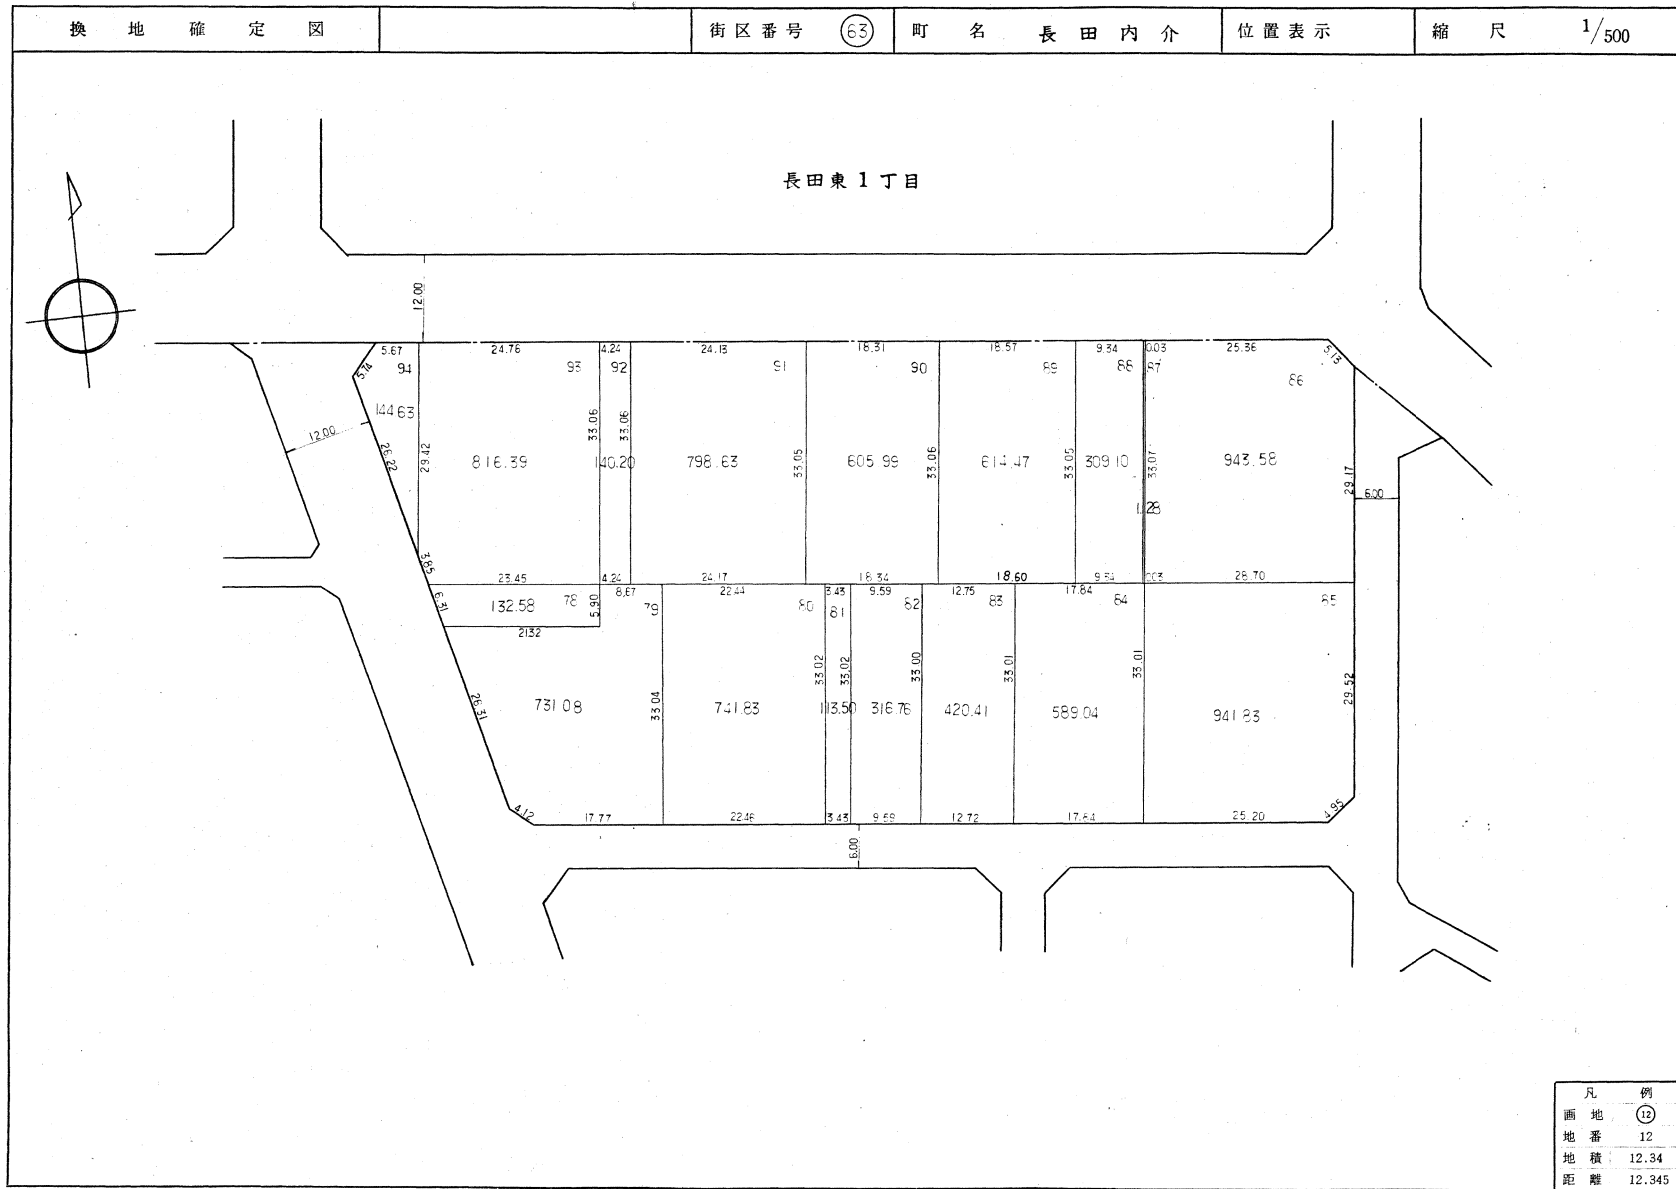 換地確定図 街区番号 63 町名 長田内介 位置表示 縮尺 1/500
長田東1丁目
12.00
5.67 24.76 4.24 24.13 18.31 18.57 9.34 0.03 25.36 5.13
5.74 94 93 92 91 90 89 88 87 86
144.63
12.00
26.22 29.42 33.06 33.06 33.05 33.06 33.05 33.07 29.17
816.39 140.20 798.63 605.99 614.47 309.10 943.58
6.00
1.28
3.85
23.45 4.24 24.17 18.34 18.60 9.34 0.03 28.70
6.31 132.58 78 5.90 8.67 79 22.44 80 3.43 81 9.59 82 12.75 83 17.84 84 85
21.32
26.31 33.04 33.02 33.02 33.00 33.01 33.01 29.52
731.08 741.83 113.50 316.76 420.41 589.04 941.83
4.12 17.77 22.46 3.43 9.59 12.72 17.84 25.20 4.95
6.00
凡例
画地 12
地番 12
地積 12.34
距離 12.345